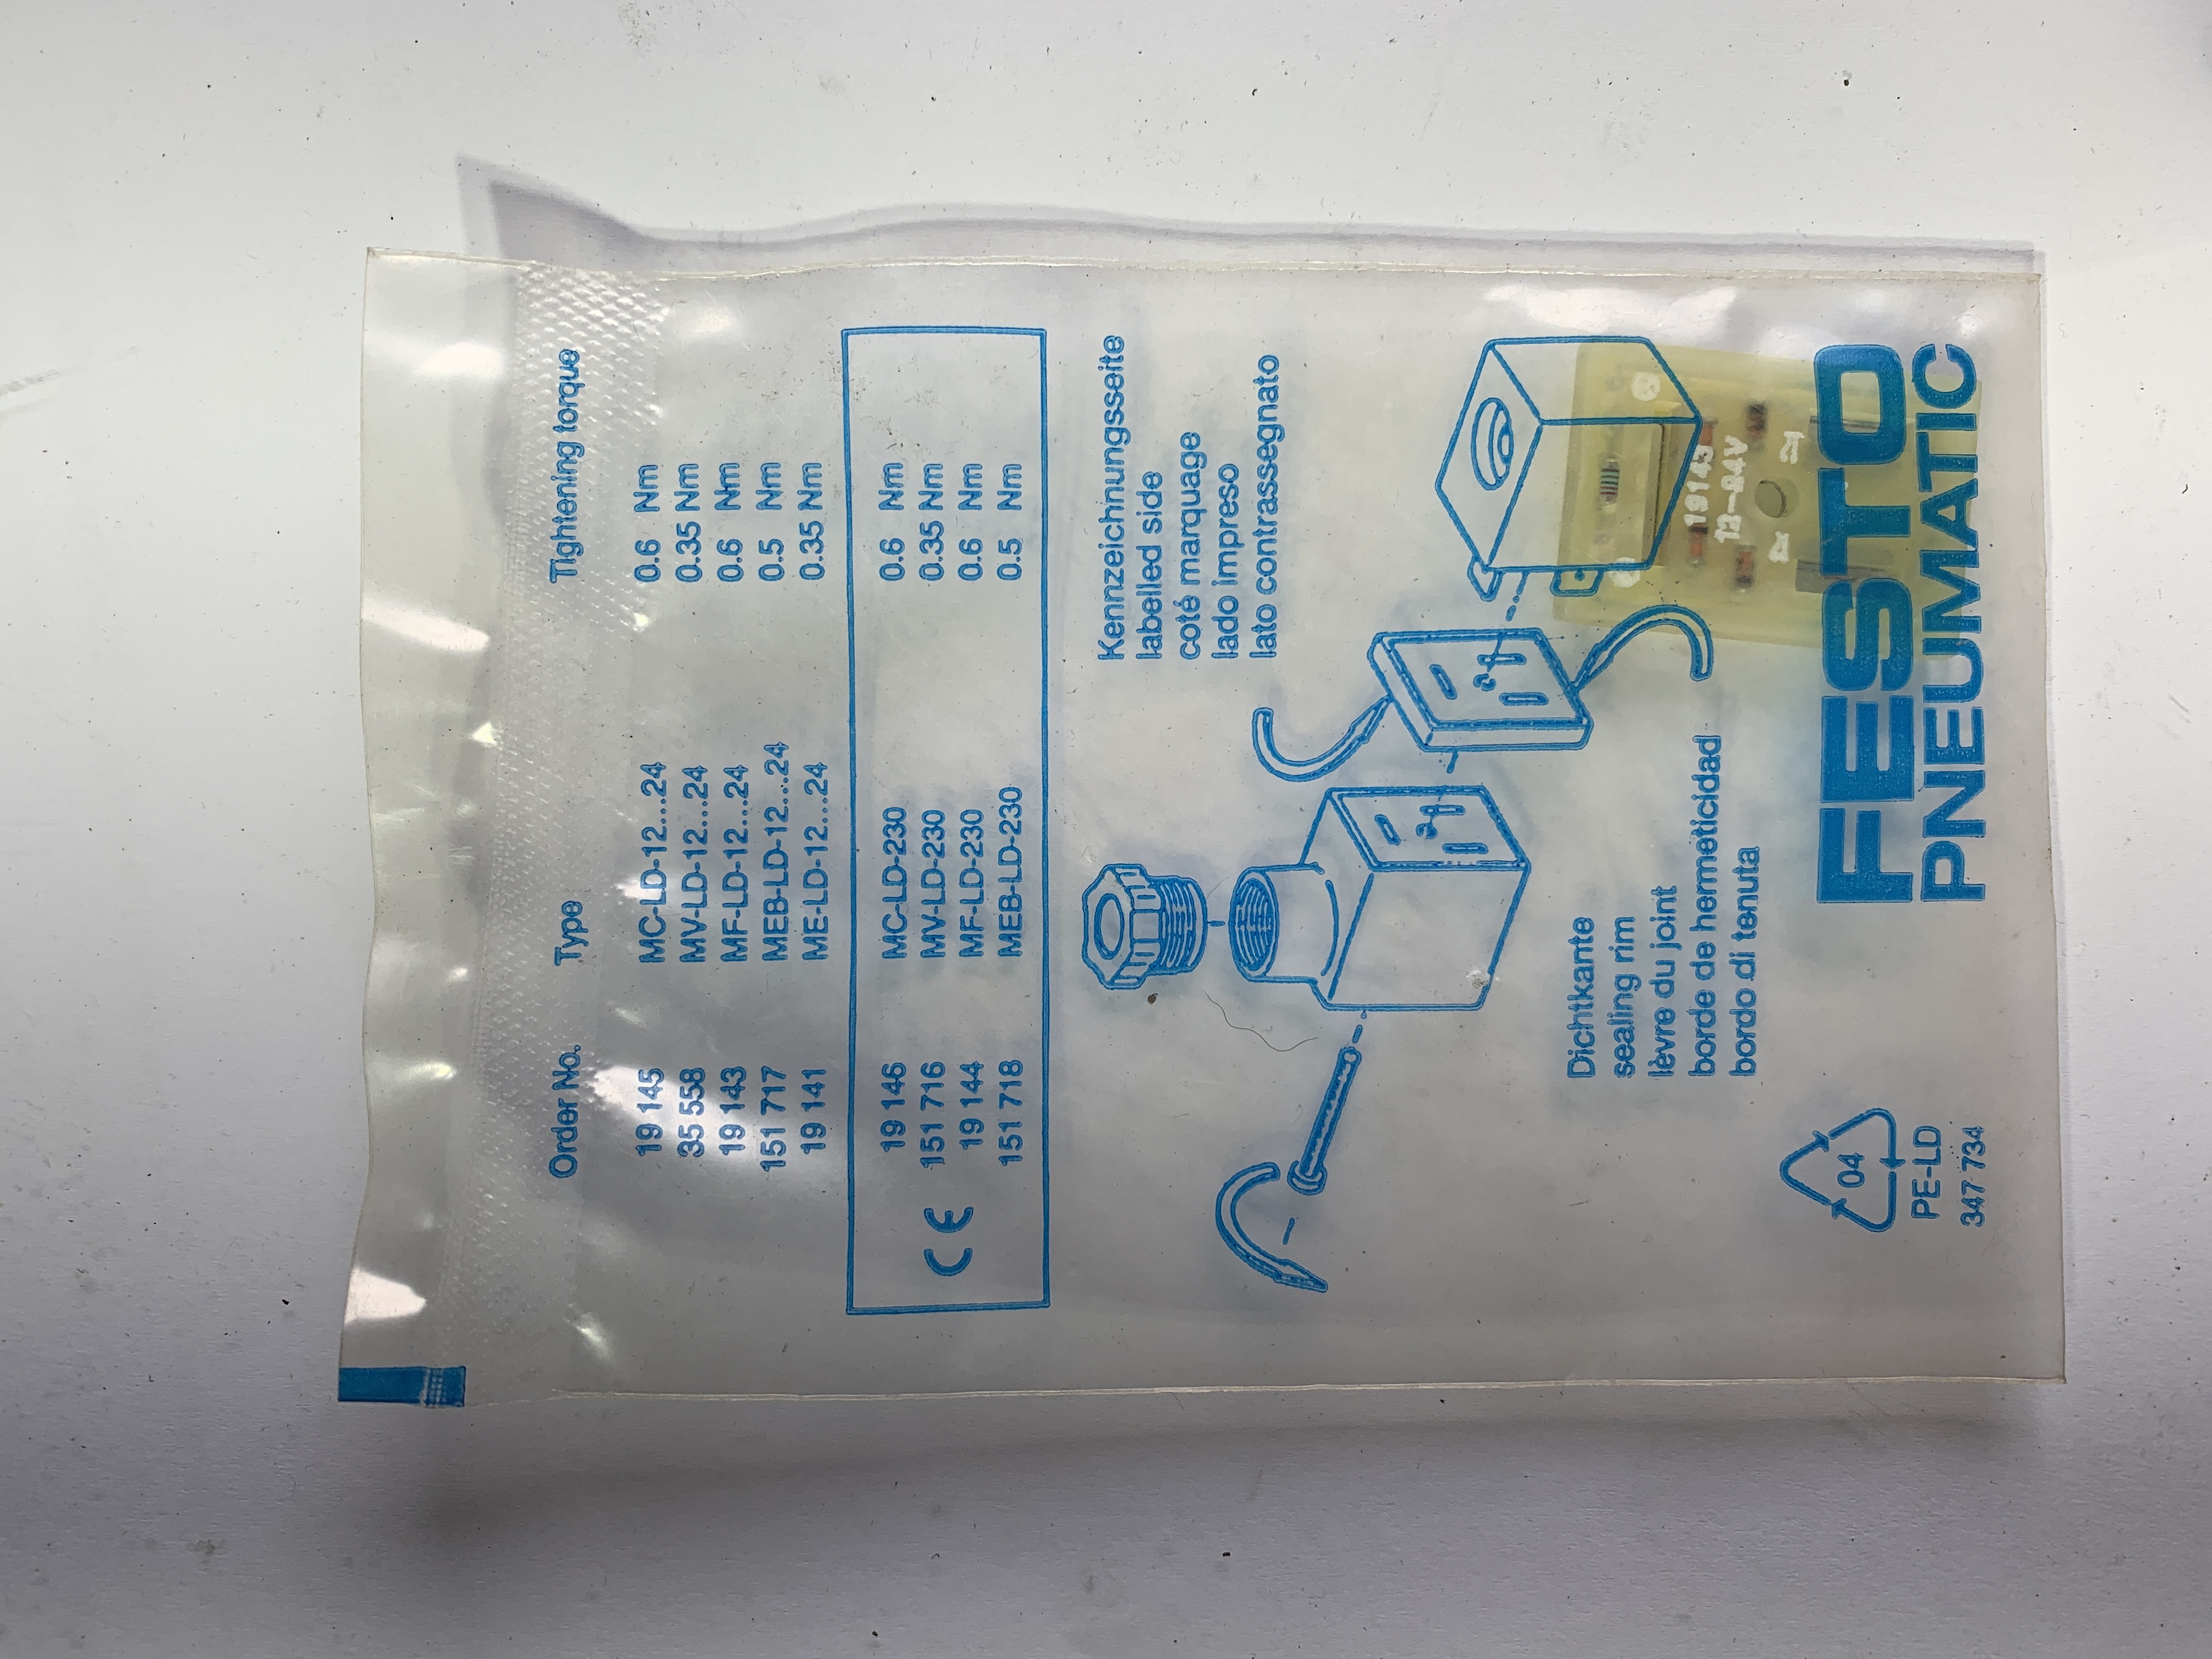 Order No. Type Tightening torque
19 145 MC-LD-12...24 0.6 Nm
35 558 MV-LD-12...24 0.35 Nm
19 143 MF-LD-12...24 0.6 Nm
151 717 MEB-LD-12...24 0.5 Nm
19 141 ME-LD-12...24 0.35 Nm
CE
19 146 MC-LD-230 0.6 Nm
151 716 MV-LD-230 0.35 Nm
19 144 MF-LD-230 0.6 Nm
151 718 MEB-LD-230 0.5 Nm
Kennzeichnungsseite
labelled side
coté marquage
lado impreso
lato contrassegnato
Dichtkante
sealing rim
lèvre du joint
borde de hermeticidad
bordo di tenuta
19143
12-24V
04
PE-LD
347 734
FESTO
PNEUMATIC